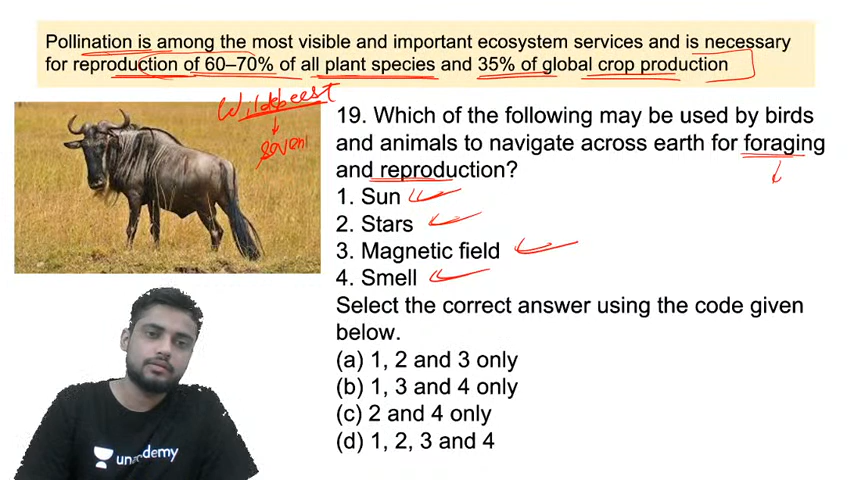 Pollination is among the most visible and important ecosystem services and is necessary
for reproduction of 60–70% of all plant species and 35% of global crop production
Wildebeest
19. Which of the following may be used by birds
and animals to navigate across earth for foraging
and reproduction?
1. Sun
2. Stars
3. Magnetic field
4. Smell
Select the correct answer using the code given
below.
(a) 1, 2 and 3 only
(b) 1, 3 and 4 only
(c) 2 and 4 only
(d) 1, 2, 3 and 4